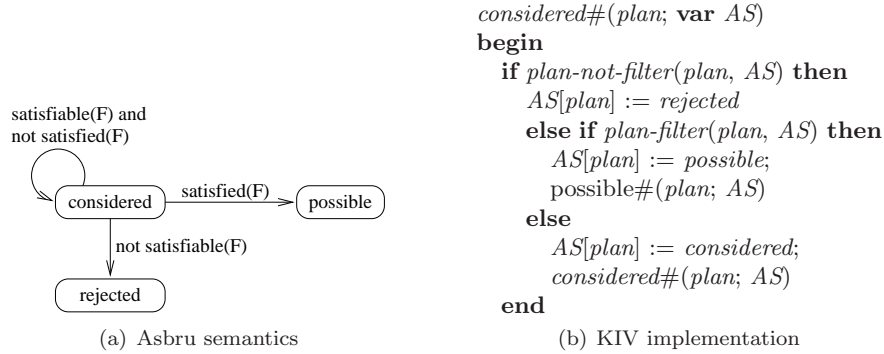 satisfiable(F) and
not satisfied(F)
considered
satisfied(F)
possible
not satisfiable(F)
rejected
(a) Asbru semantics
considered#(plan; var AS)
begin
if plan-not-filter(plan, AS) then
AS[plan] := rejected
else if plan-filter(plan, AS) then
AS[plan] := possible;
possible#(plan; AS)
else
AS[plan] := considered;
considered#(plan; AS)
end
(b) KIV implementation